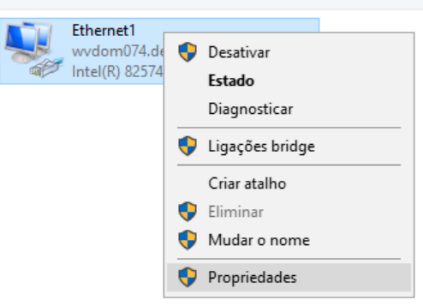 Ethernet1
wvdom074.de
Intel(R) 82574
Desativar
Estado
Diagnosticar
Ligações bridge
Criar atalho
Eliminar
Mudar o nome
Propriedades